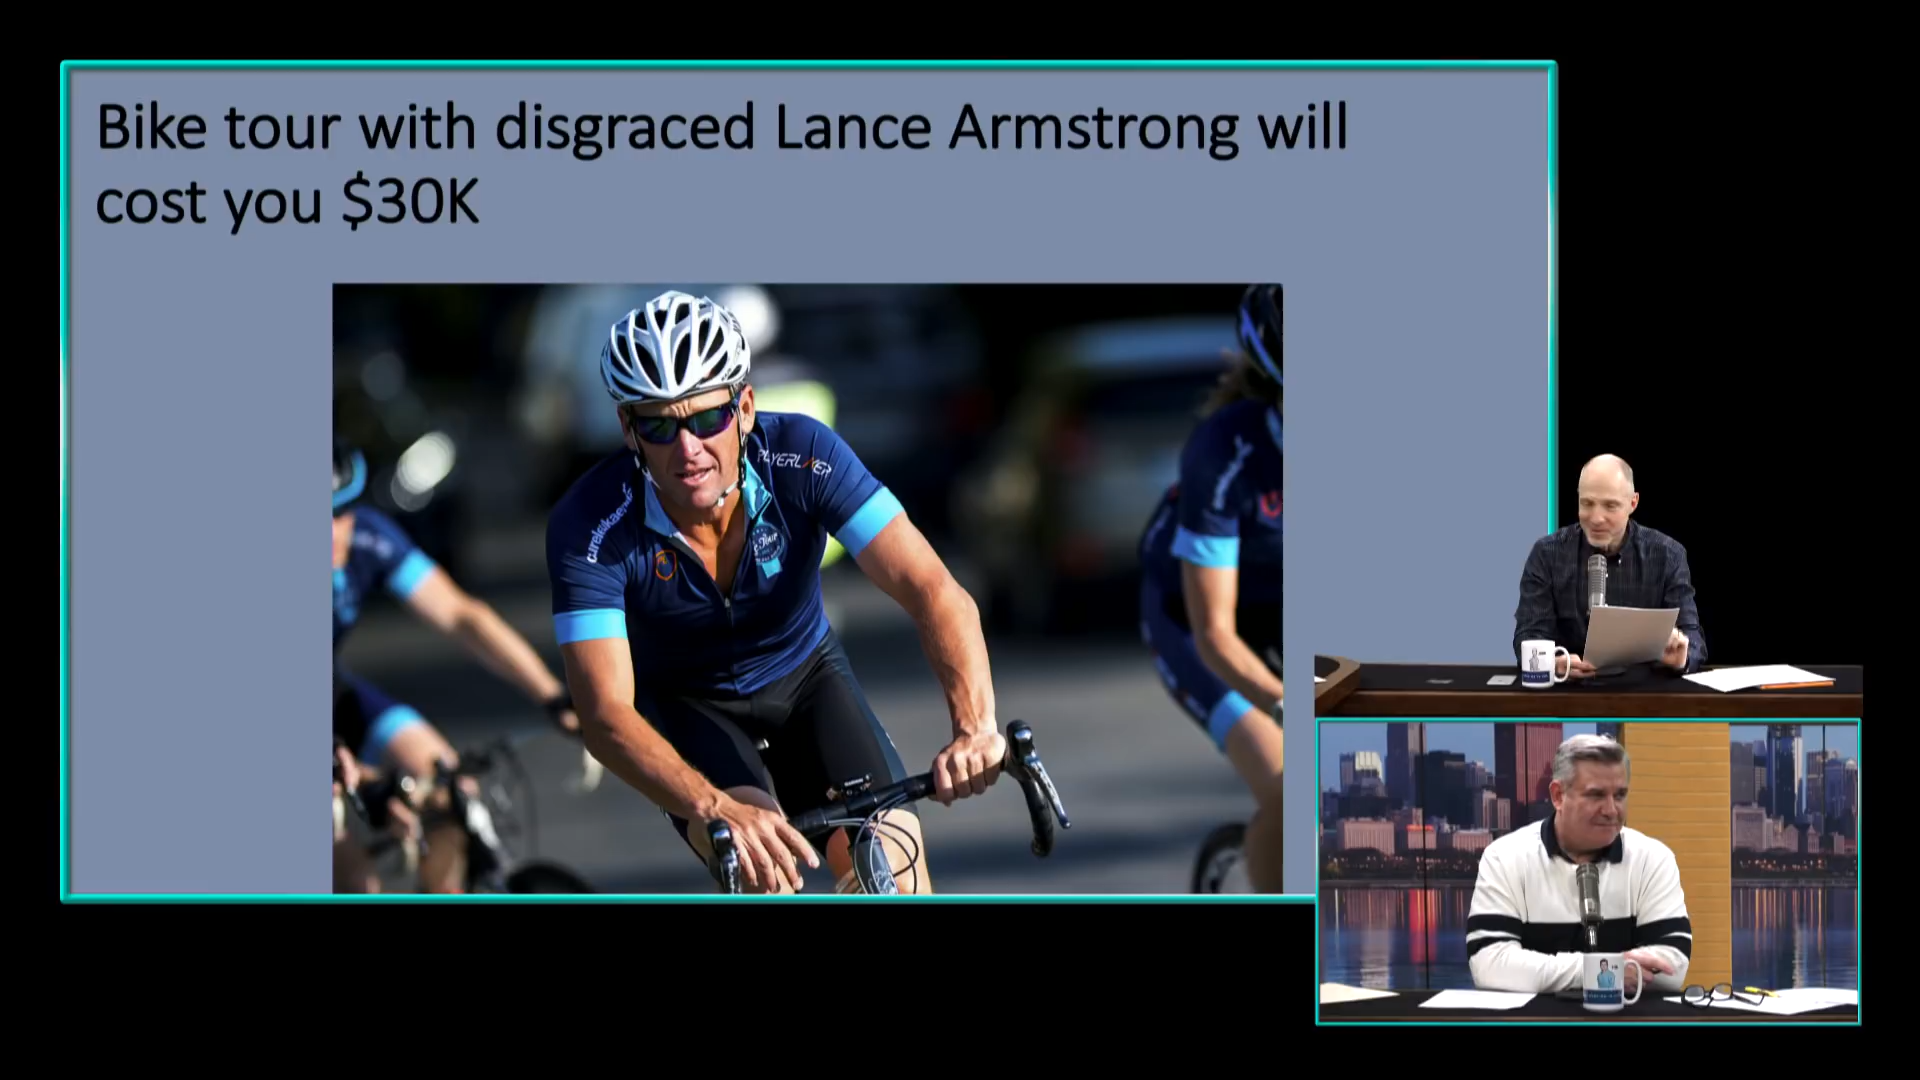 Bike tour with disgraced Lance Armstrong will
cost you $30K